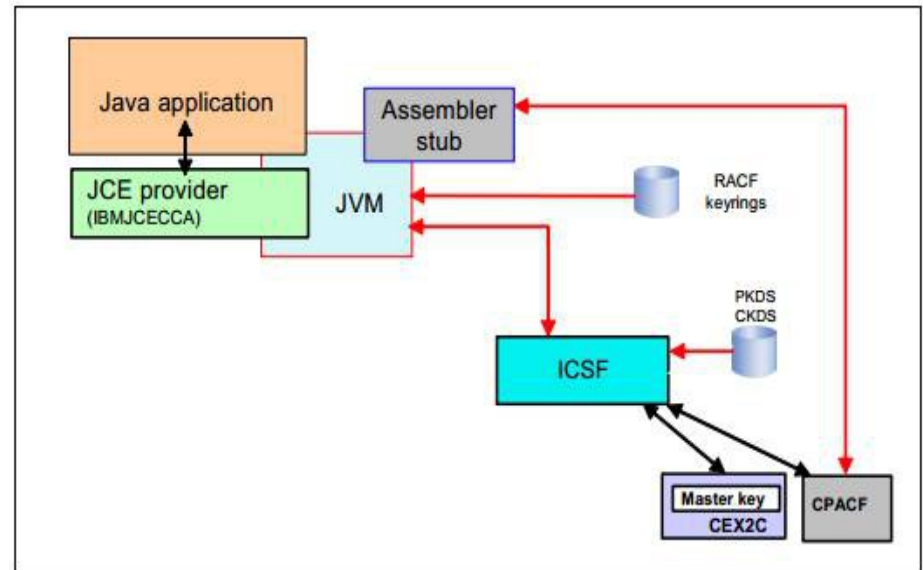 Java application
Assembler
stub
JCE provider
(IBMJCECCA)
JVM
RACF
keyrings
PKDS
CKDS
ICSF
Master key
CEX2C
CPACF